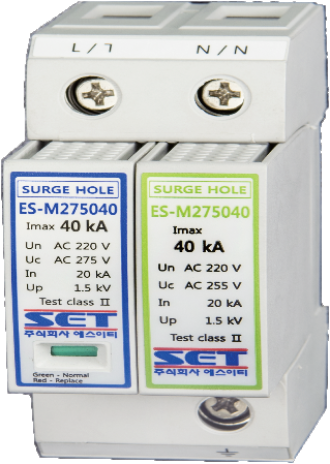 L / L N / N
SURGE HOLE
ES-M275040
Imax 40 kA
Un AC 220 V
Uc AC 275 V
In 20 kA
Up 1.5 kV
Test class II
SET
주식회사 에스이티
Green - Normal
Red - Replace
SURGE HOLE
ES-M275040
Imax
40 kA
Un AC 220 V
Uc AC 255 V
In 20 kA
Up 1.5 kV
Test class II
SET
주식회사 에스이티